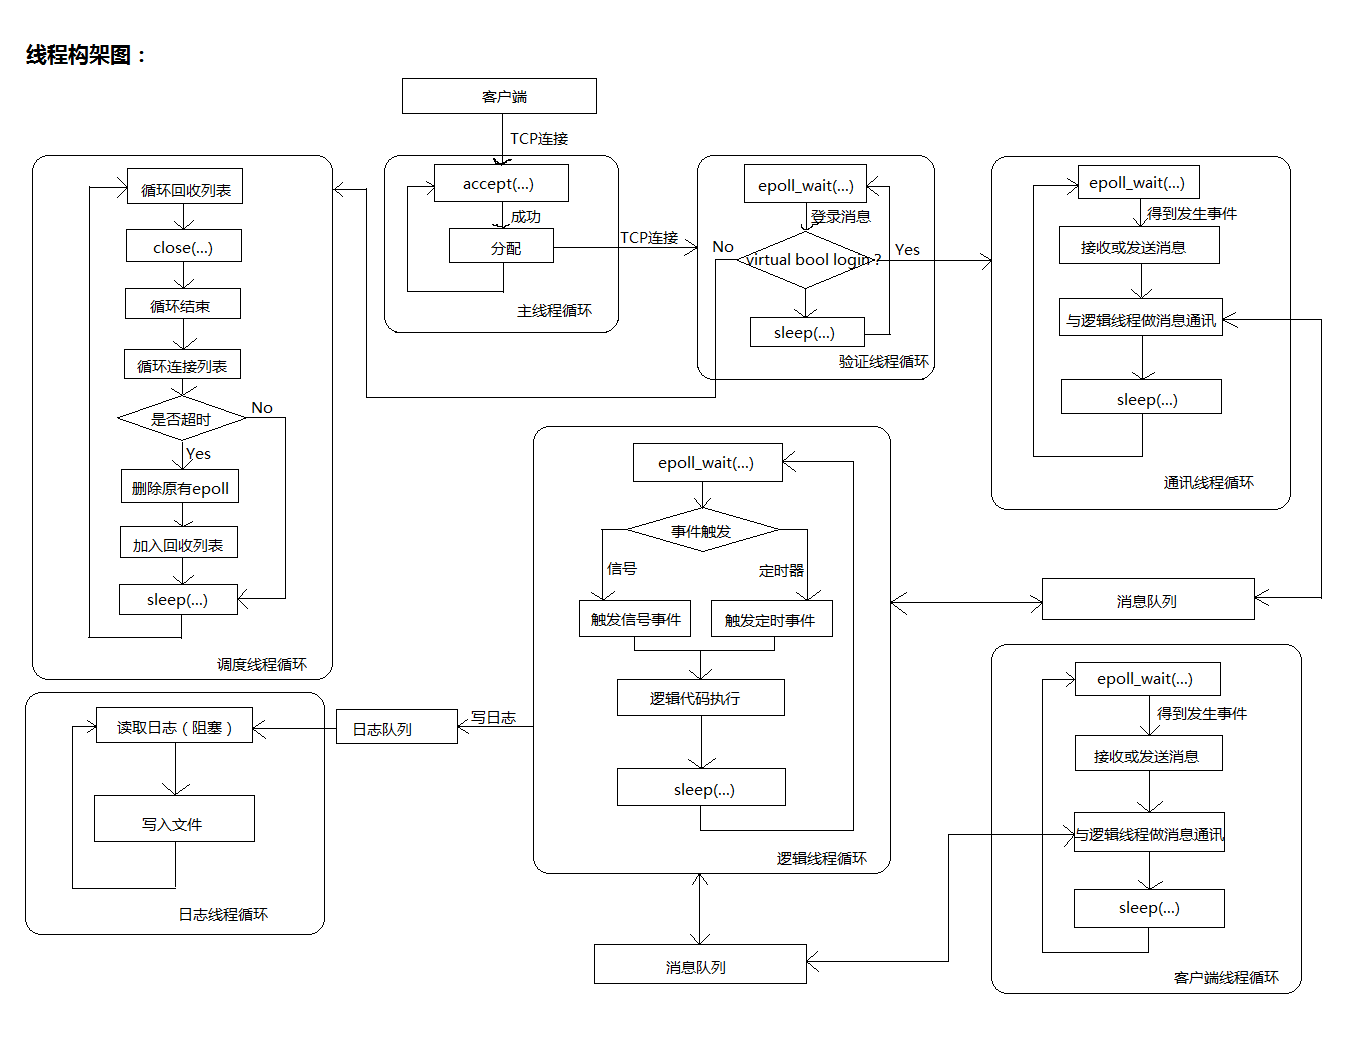 线程构架图：
客户端
TCP连接
accept(...)
成功
分配
主线程循环
TCP连接
epoll_wait(...)
登录消息
virtual bool login ?
No
Yes
sleep(...)
验证线程循环
epoll_wait(...)
得到发生事件
接收或发送消息
与逻辑线程做消息通讯
sleep(...)
通讯线程循环
循环回收列表
close(...)
循环结束
循环连接列表
是否超时
No
Yes
删除原有epoll
加入回收列表
sleep(...)
调度线程循环
epoll_wait(...)
事件触发
信号
定时器
触发信号事件
触发定时事件
逻辑代码执行
sleep(...)
逻辑线程循环
消息队列
写日志
日志队列
读取日志（阻塞）
写入文件
日志线程循环
epoll_wait(...)
得到发生事件
接收或发送消息
与逻辑线程做消息通讯
sleep(...)
客户端线程循环
消息队列